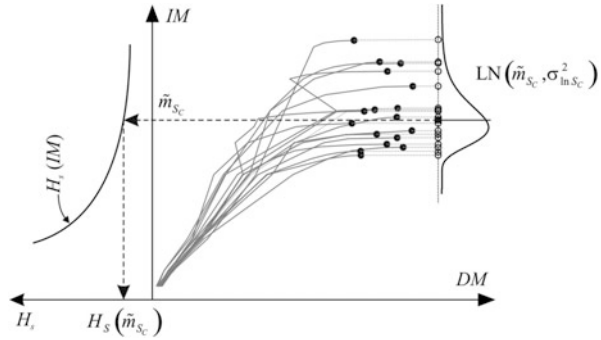 IM
LN(m̃_{S_C}, σ²_{ln S_C})
m̃_{S_C}
H_s(IM)
DM
H_s
H_S(m̃_{S_C})